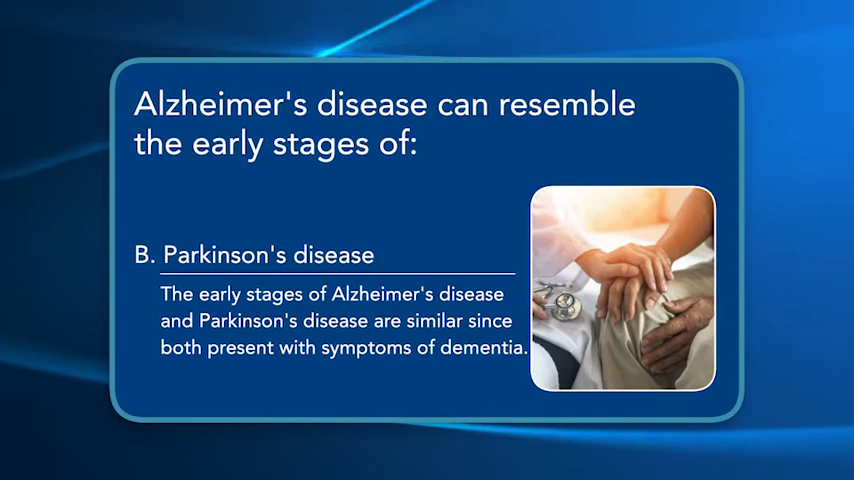 Alzheimer's disease can resemble
the early stages of:
B. Parkinson's disease
The early stages of Alzheimer's disease
and Parkinson's disease are similar since
both present with symptoms of dementia.